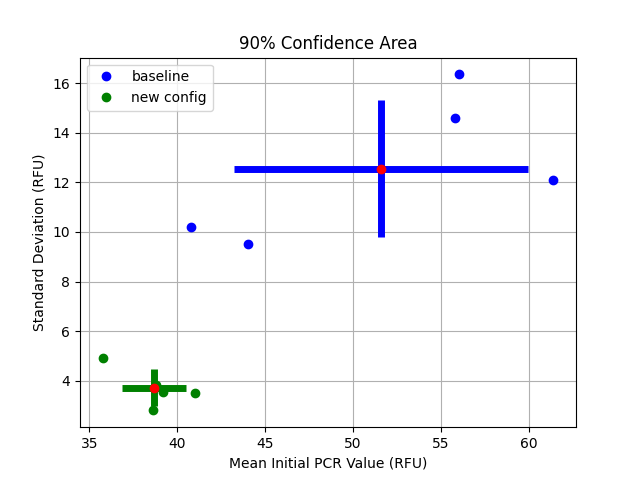 90% Confidence Area
baseline
new config
16
14
12
10
8
6
4
35
40
45
50
55
60
Standard Deviation (RFU)
Mean Initial PCR Value (RFU)